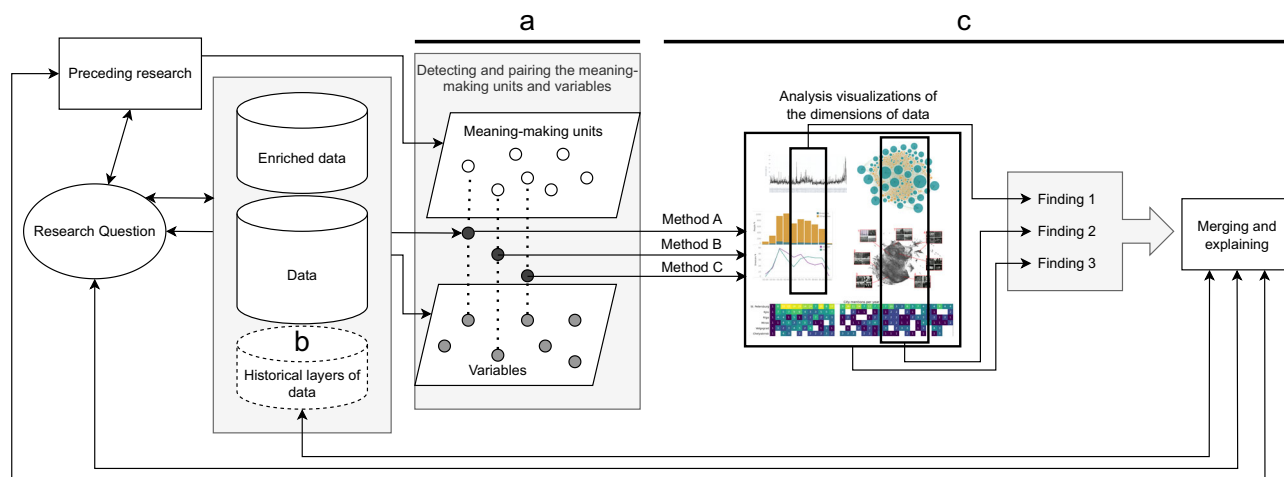 a
c
Preceding research
Detecting and pairing the meaning-
making units and variables
Analysis visualizations of
the dimensions of data
Meaning-making units
Enriched data
Research Question
Method A
Method B
Method C
Finding 1
Finding 2
Finding 3
Merging and
explaining
Data
b
Historical layers of
data
Variables